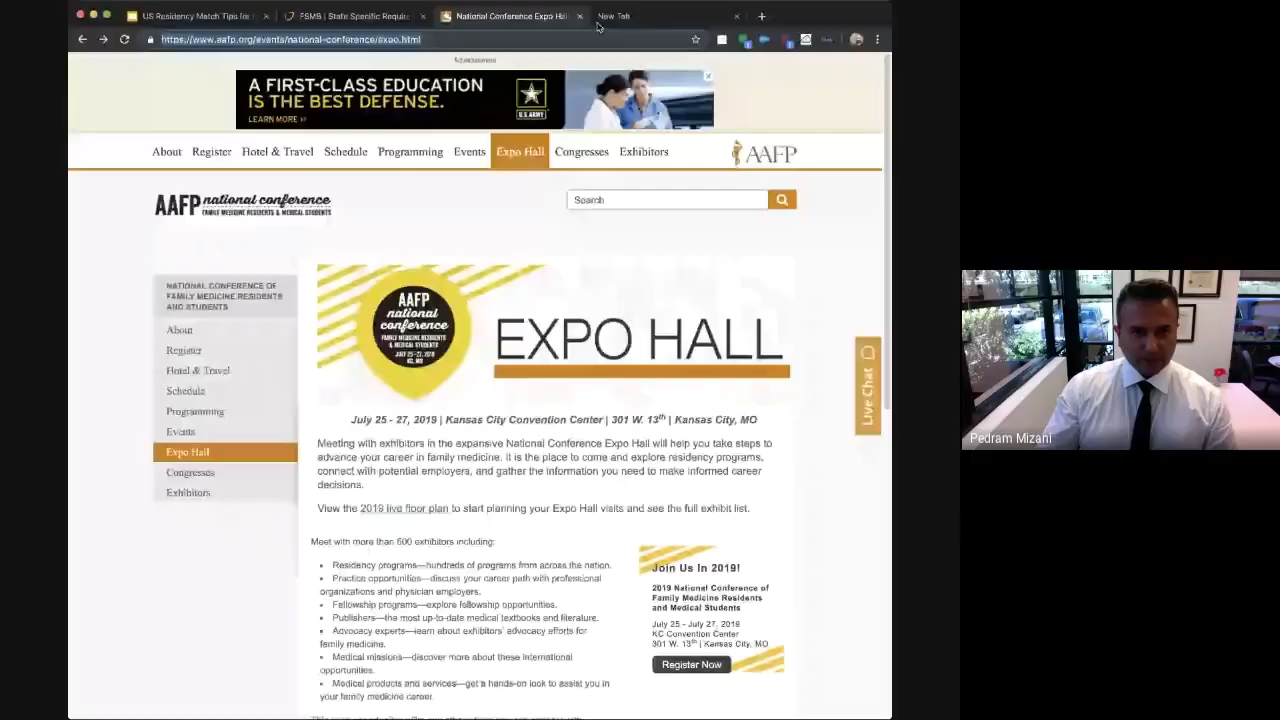 US Residency Match Tips for
FSMB | State Specific Require
National Conference Expo Hal
New Tab
https://www.aafp.org/events/national-conference/expo.html
Advertisement
A FIRST-CLASS EDUCATION
IS THE BEST DEFENSE.
LEARN MORE
U.S. ARMY
About
Register
Hotel & Travel
Schedule
Programming
Events
Expo Hall
Congresses
Exhibitors
AAFP
AAFP national conference
FAMILY MEDICINE RESIDENTS & MEDICAL STUDENTS
Search
NATIONAL CONFERENCE OF
FAMILY MEDICINE RESIDENTS
AND STUDENTS
About
Register
Hotel & Travel
Schedule
Programming
Events
Expo Hall
Congresses
Exhibitors
AAFP
national
conference
FAMILY MEDICINE RESIDENTS
& MEDICAL STUDENTS
JULY 25-27, 2019
KC, MO
EXPO HALL
Live Chat
July 25 - 27, 2019 | Kansas City Convention Center | 301 W. 13th | Kansas City, MO
Meeting with exhibitors in the expansive National Conference Expo Hall will help you take steps to
advance your career in family medicine. It is the place to come and explore residency programs,
connect with potential employers, and gather the information you need to make informed career
decisions.
View the 2019 live floor plan to start planning your Expo Hall visits and see the full exhibit list.
Meet with more than 600 exhibitors including:
• Residency programs—hundreds of programs from across the nation.
• Practice opportunities—discuss your career path with professional
organizations and physician employers.
• Fellowship programs—explore fellowship opportunities.
• Publishers—the most up-to-date medical textbooks and literature.
• Advocacy experts—learn about exhibitors' advocacy efforts for
family medicine.
• Medical missions—discover more about these international
opportunities.
• Medical products and services—get a hands-on look to assist you in
your family medicine career.
Join Us in 2019!
2019 National Conference of
Family Medicine Residents
and Medical Students
July 25 - July 27, 2019
KC Convention Center
301 W. 13th | Kansas City, MO
Register Now
Pedram Mizani